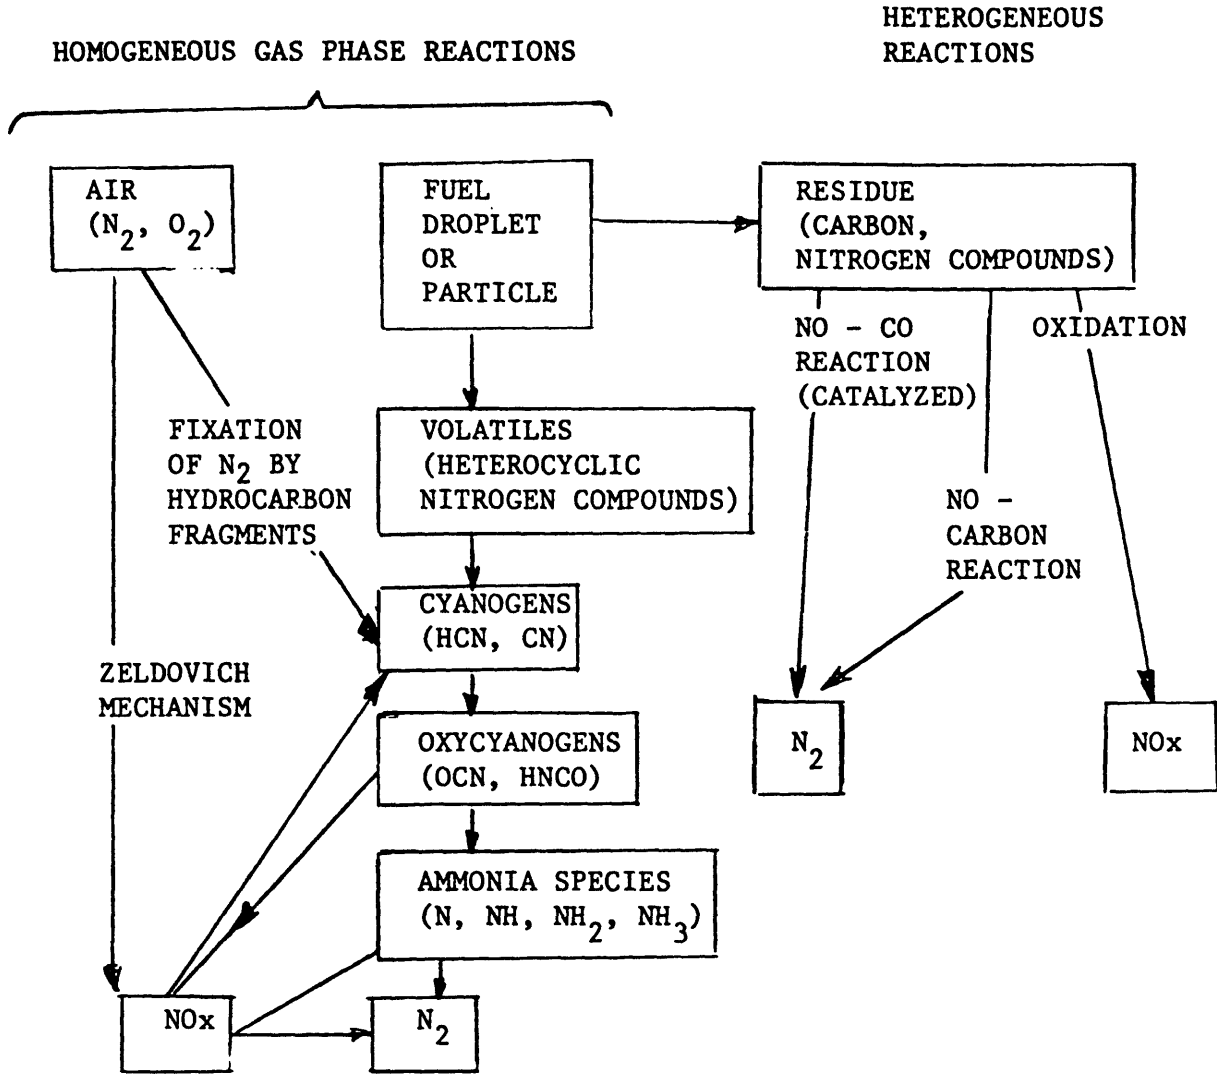 HETEROGENEOUS
REACTIONS
HOMOGENEOUS GAS PHASE REACTIONS
AIR
(N₂, O₂)
FUEL
DROPLET
OR
PARTICLE
RESIDUE
(CARBON,
NITROGEN COMPOUNDS)
NO - CO
REACTION
(CATALYZED)
OXIDATION
FIXATION
OF N₂ BY
HYDROCARBON
FRAGMENTS
VOLATILES
(HETEROCYCLIC
NITROGEN COMPOUNDS)
NO -
CARBON
REACTION
CYANOGENS
(HCN, CN)
ZELDOVICH
MECHANISM
OXYCYANOGENS
(OCN, HNCO)
N₂
NOx
AMMONIA SPECIES
(N, NH, NH₂, NH₃)
NOx
N₂